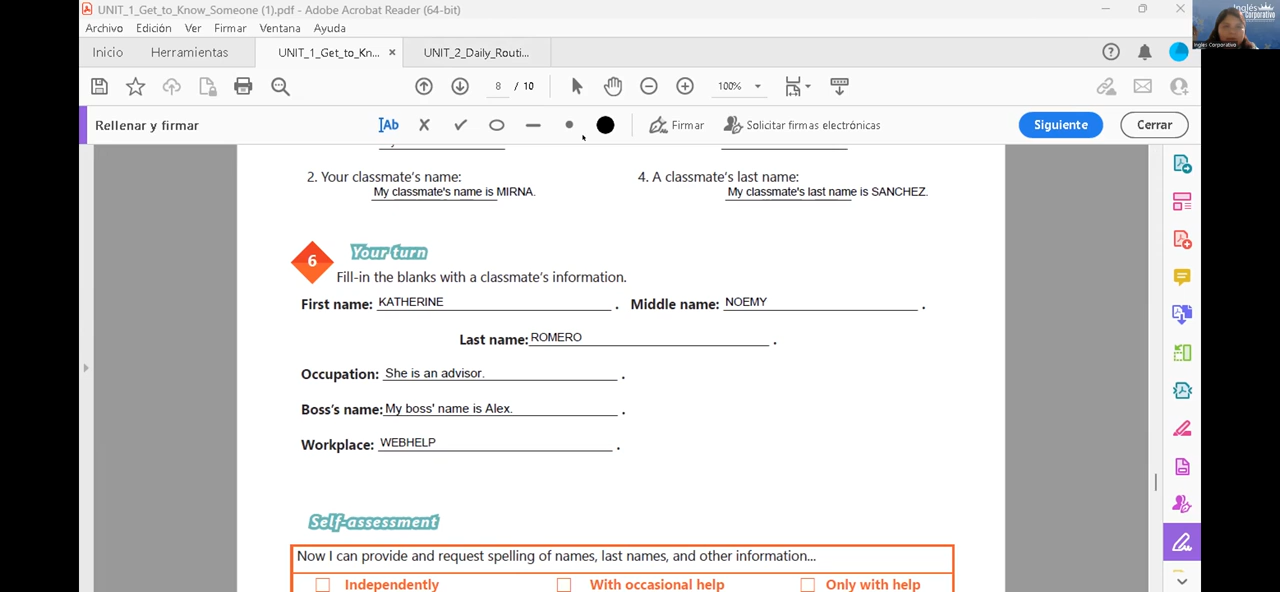 UNIT_1_Get_to_Know_Someone (1).pdf - Adobe Acrobat Reader (64-bit)
Archivo Edición Ver Firmar Ventana Ayuda
Inicio Herramientas UNIT_1_Get_to_Kn... × UNIT_2_Daily_Routi...
8 / 10 100%
Rellenar y firmar Ab Firmar Solicitar firmas electrónicas Siguiente Cerrar
Inglés Corporativo
Inglés Corporativo
2. Your classmate's name: 4. A classmate's last name:
My classmate's name is MIRNA. My classmate's last name is SANCHEZ.
6 Your turn
Fill-in the blanks with a classmate's information.
First name: KATHERINE . Middle name: NOEMY .
Last name: ROMERO .
Occupation: She is an advisor. .
Boss's name: My boss' name is Alex. .
Workplace: WEBHELP .
Self-assessment
Now I can provide and request spelling of names, last names, and other information...
Independently With occasional help Only with help